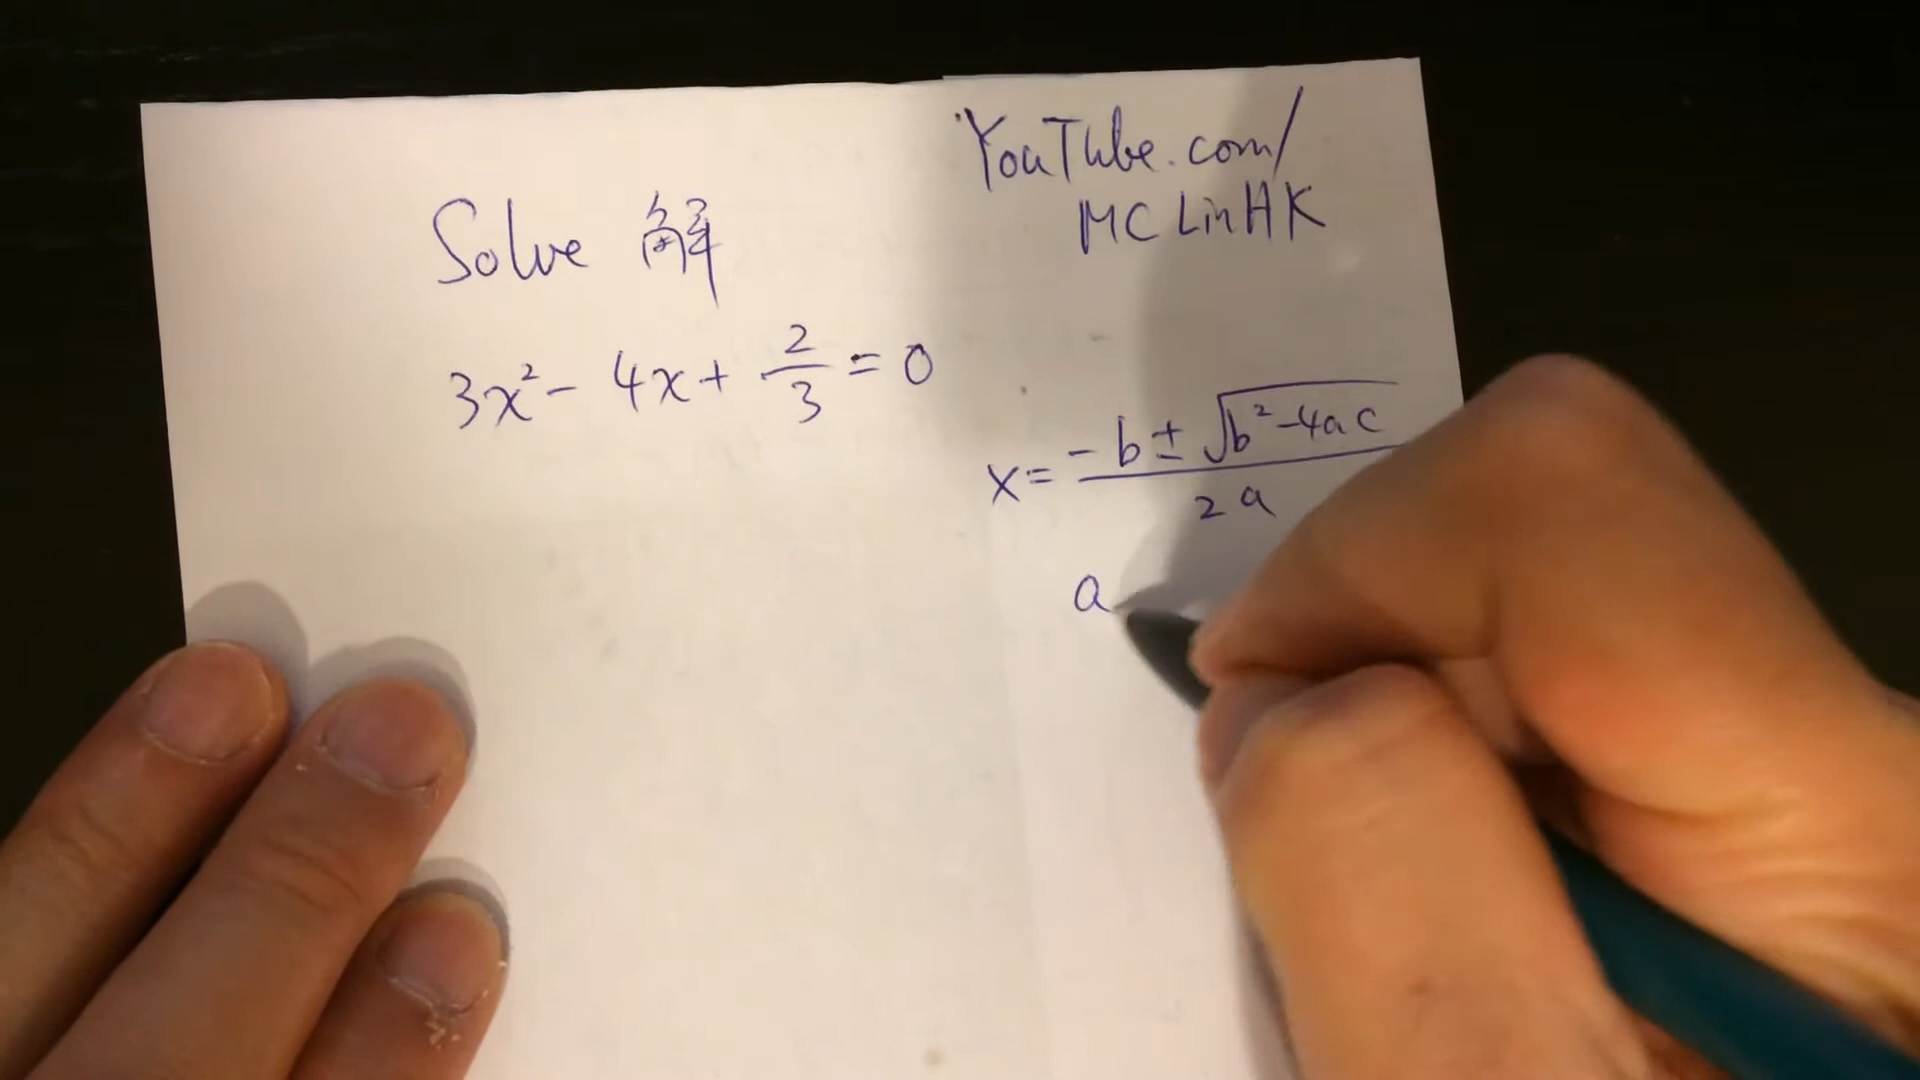 YouTube.com/
MCLinHK
Solve 解
3x² - 4x + 2/3 = 0
x = -b ± √b²-4ac / 2a
a